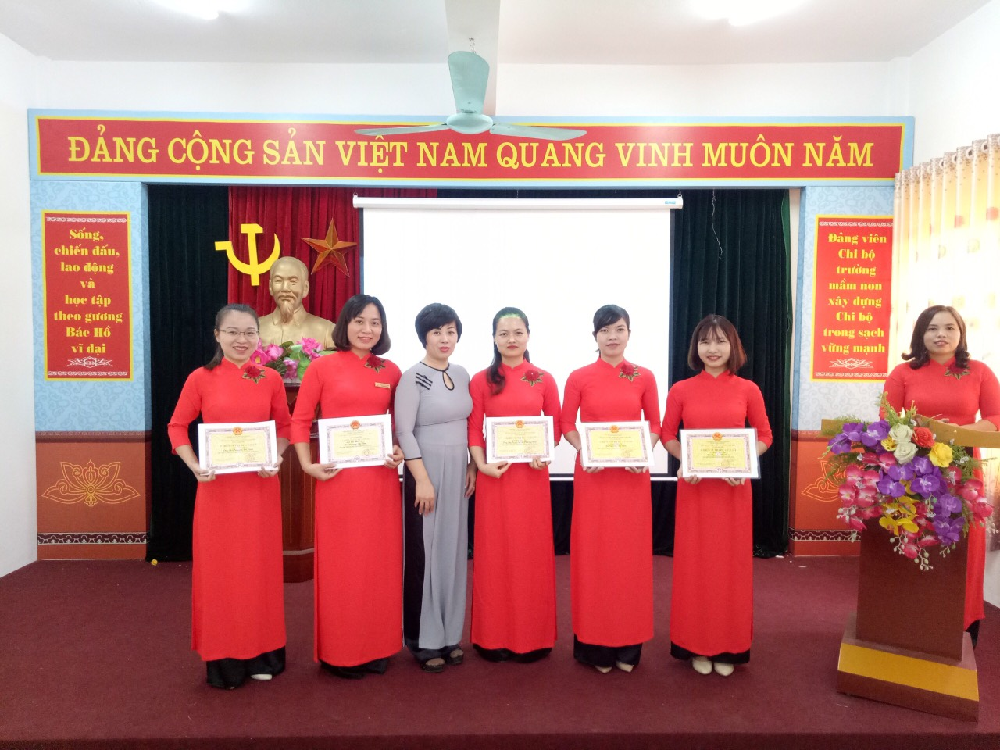 ĐẢNG CỘNG SẢN VIỆT NAM QUANG VINH MUÔN NĂM
Sống,
chiến đấu,
lao động
và
học tập
theo gương
Bác Hồ
vĩ đại
Đảng viên
Chi bộ
trường
mầm non
xây dựng
Chi bộ
trong sạch
vững mạnh